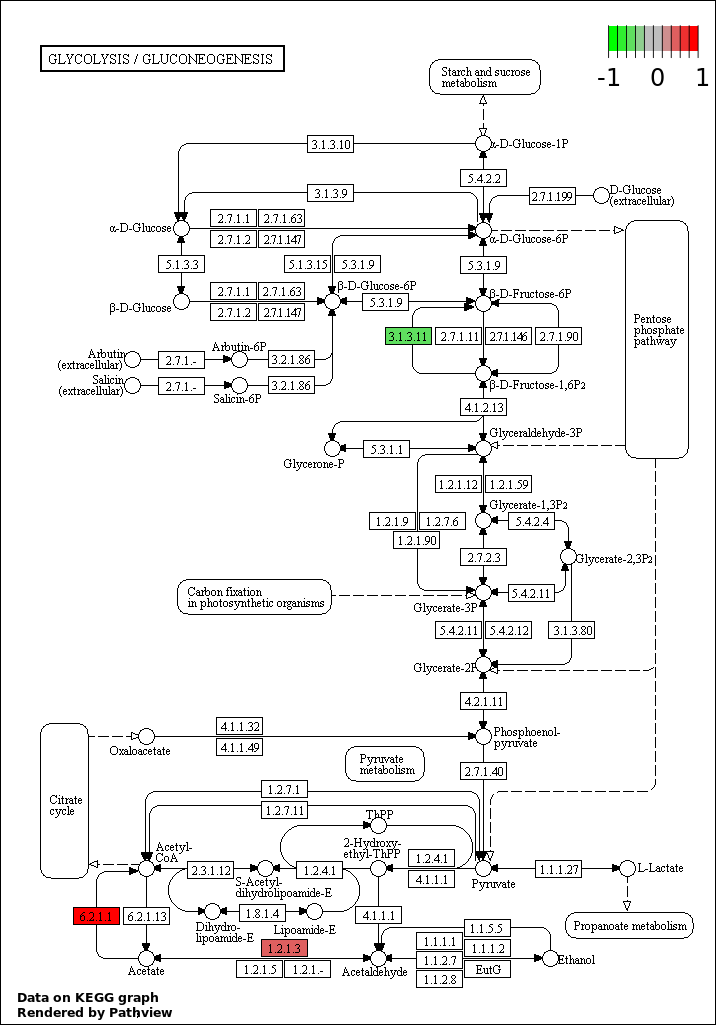 GLYCOLYSIS / GLUCONEOGENESIS
-1 0 1
Starch and sucrose
metabolism
3.1.3.10
α-D-Glucose-1P
5.4.2.2
3.1.3.9
2.7.1.199
D-Glucose
(extracellular)
α-D-Glucose
2.7.1.1 2.7.1.63
2.7.1.2 2.7.1.147
α-D-Glucose-6P
5.1.3.3
5.1.3.15 5.3.1.9
5.3.1.9
β-D-Glucose-6P
β-D-Glucose
2.7.1.1 2.7.1.63
2.7.1.2 2.7.1.147
5.3.1.9
β-D-Fructose-6P
Pentose
phosphate
pathway
3.1.3.11 2.7.1.11 2.7.1.146 2.7.1.90
Arbutin
(extracellular)
2.7.1.-
Arbutin-6P
3.2.1.86
Salicin
(extracellular)
2.7.1.-
Salicin-6P
3.2.1.86
β-D-Fructose-1,6P2
4.1.2.13
Glyceraldehyde-3P
5.3.1.1
Glycerone-P
1.2.1.12 1.2.1.59
Glycerate-1,3P2
1.2.1.9 1.2.7.6
1.2.1.90
5.4.2.4
2.7.2.3
Glycerate-2,3P2
Carbon fixation
in photosynthetic organisms
5.4.2.11
Glycerate-3P
5.4.2.11 5.4.2.12
3.1.3.80
Glycerate-2P
4.2.1.11
4.1.1.32
4.1.1.49
Oxaloacetate
Phosphoenol-
pyruvate
Pyruvate
metabolism
2.7.1.40
Citrate
cycle
1.2.7.1
1.2.7.11
ThPP
Acetyl-
CoA
2-Hydroxy-
ethyl-ThPP
2.3.1.12
1.2.4.1
1.2.4.1
4.1.1.1
1.1.1.27
L-Lactate
S-Acetyl-
dihydrolipoamide-E
Pyruvate
6.2.1.1 6.2.1.13
1.8.1.4
4.1.1.1
Dihydro-
lipoamide-E
Lipoamide-E
Propanoate metabolism
1.2.1.3
1.2.1.5 1.2.1.-
Acetate
Acetaldehyde
1.1.5.5
1.1.1.1 1.1.1.2
1.1.2.7 EutG
1.1.2.8
Ethanol
Data on KEGG graph
Rendered by Pathview